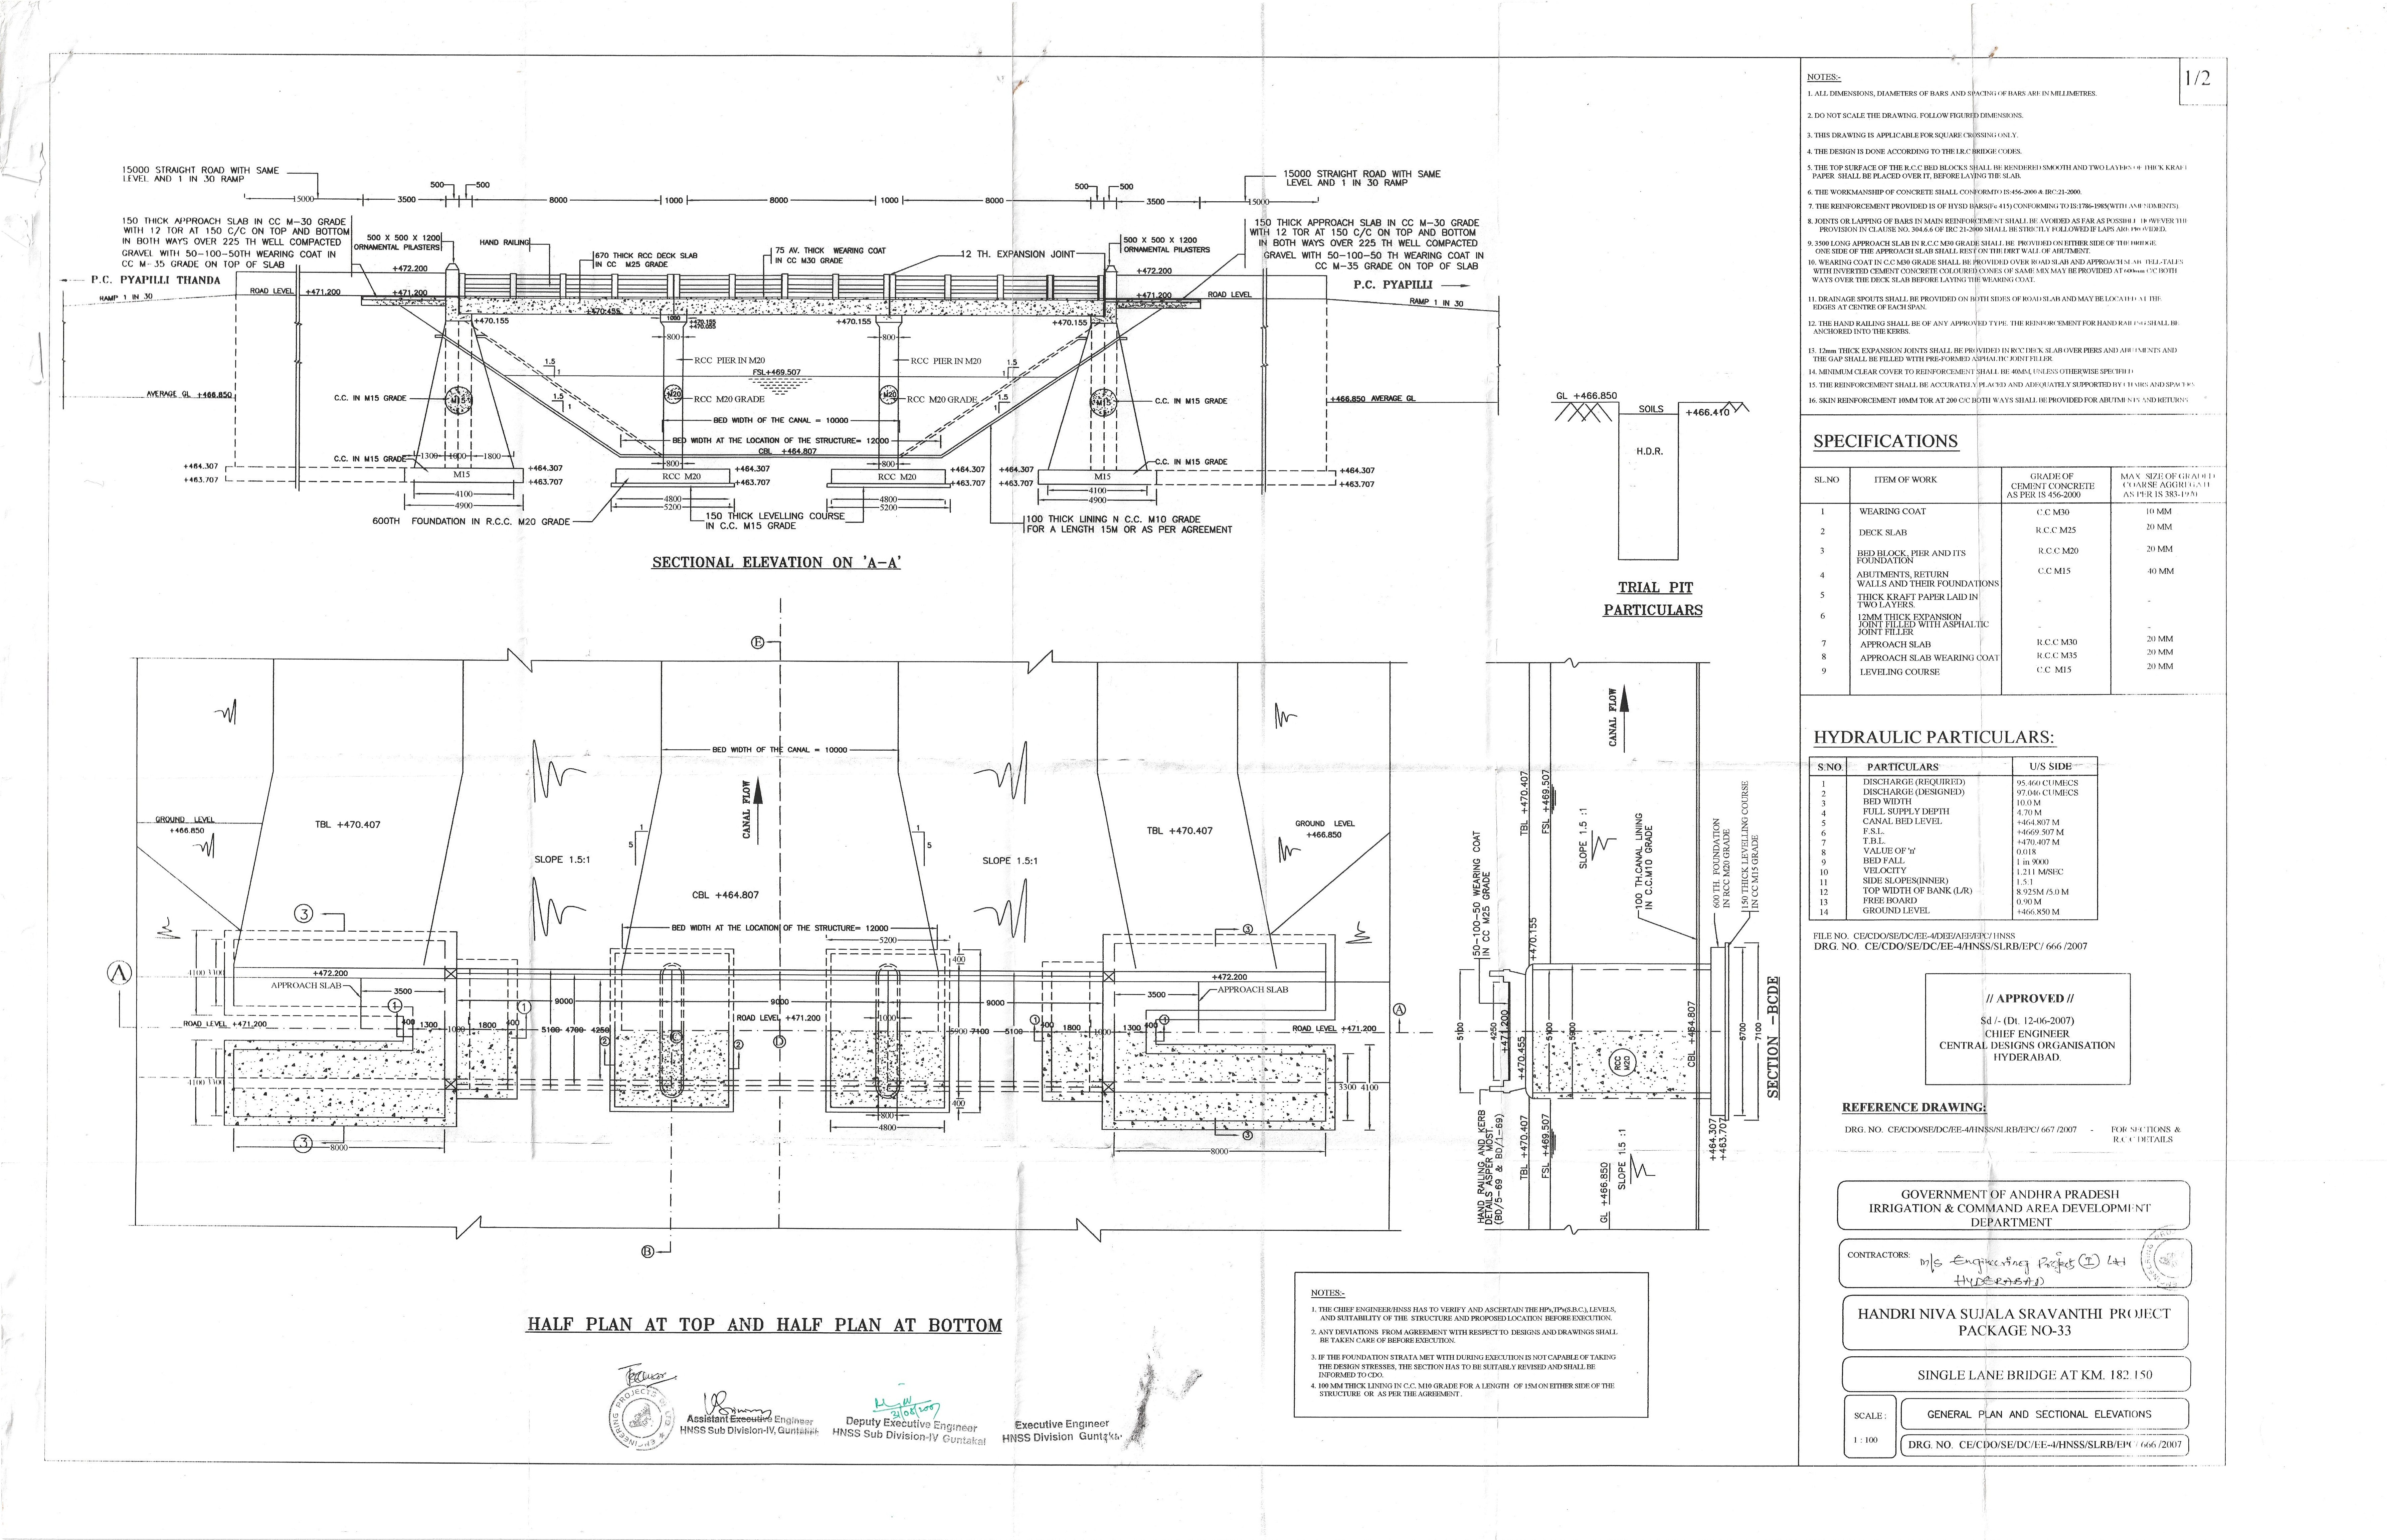 1/2
15000 STRAIGHT ROAD WITH SAME
LEVEL AND 1 IN 30 RAMP
15000 STRAIGHT ROAD WITH SAME
LEVEL AND 1 IN 30 RAMP
500 500
500 500
15000 3500 8000 1000 8000 1000 8000 3500 15000
150 THICK APPROACH SLAB IN CC M-30 GRADE
WITH 12 TOR AT 150 C/C ON TOP AND BOTTOM
IN BOTH WAYS OVER 225 TH WELL COMPACTED
GRAVEL WITH 50-100-50TH WEARING COAT IN
CC M-35 GRADE ON TOP OF SLAB
500 X 500 X 1200
ORNAMENTAL PILASTERS
HAND RAILING
670 THICK RCC DECK SLAB
IN CC M25 GRADE
75 AV. THICK WEARING COAT
IN CC M30 GRADE
12 TH. EXPANSION JOINT
500 X 500 X 1200
ORNAMENTAL PILASTERS
150 THICK APPROACH SLAB IN CC M-30 GRADE
WITH 12 TOR AT 150 C/C ON TOP AND BOTTOM
IN BOTH WAYS OVER 225 TH WELL COMPACTED
GRAVEL WITH 50-100-50 TH WEARING COAT IN
CC M-35 GRADE ON TOP OF SLAB
+472.200
+472.200
P.C. PYAPILLI THANDA
P.C. PYAPILLI
RAMP 1 IN 30
ROAD LEVEL +471.200
+471.200
+471.200 ROAD LEVEL
RAMP 1 IN 30
+470.455
+470.155
1000
+470.155
+470.155
+470.155
800
800
RCC PIER IN M20
RCC PIER IN M20
1.5
1
1.5
1
FSL+469.507
AVERAGE GL +466.850
C.C. IN M15 GRADE
M15
M20
RCC M20 GRADE
M20
RCC M20 GRADE
M15
C.C. IN M15 GRADE
+466.850 AVERAGE GL
1.5
1
1.5
1
BED WIDTH OF THE CANAL = 10000
BED WIDTH AT THE LOCATION OF THE STRUCTURE= 12000
CBL +464.807
C.C. IN M15 GRADE
1300 1000 1800
800
800
C.C. IN M15 GRADE
+464.307
+463.707
M15
+464.307
+463.707
RCC M20
+464.307
+463.707
RCC M20
+464.307
+463.707
M15
+464.307
+463.707
4100
4900
4800
5200
4800
5200
4100
4900
600TH FOUNDATION IN R.C.C. M20 GRADE
150 THICK LEVELLING COURSE
IN C.C. M15 GRADE
100 THICK LINING N C.C. M10 GRADE
FOR A LENGTH 15M OR AS PER AGREEMENT
SECTIONAL ELEVATION ON 'A-A'
GL +466.850
SOILS
+466.410
H.D.R.
TRIAL PIT
PARTICULARS
E
BED WIDTH OF THE CANAL = 10000
CANAL FLOW
GROUND LEVEL
+466.850
TBL +470.407
SLOPE 1.5:1
1
5
1
5
SLOPE 1.5:1
TBL +470.407
GROUND LEVEL
+466.850
CBL +464.807
3
BED WIDTH AT THE LOCATION OF THE STRUCTURE= 12000
5200
3
400
A
4100 3300
+472.200
APPROACH SLAB
3500
+472.200
APPROACH SLAB
3500
9000
9000
9000
1
1
1
1
A
ROAD LEVEL +471.200
400 1300 1000 1800 400
5100 4700 4250
ROAD LEVEL +471.200
1000
5900 7100 5100
400 1800 1000 1300 400
ROAD LEVEL +471.200
2
C
2
D
4100 3300
3300 4100
400
800
4800
3
8000
3
8000
B
HALF PLAN AT TOP AND HALF PLAN AT BOTTOM
CANAL FLOW
TBL +470.407
FSL +469.507
SLOPE 1.5 :1
100 TH.CANAL LINING
IN C.C.M10 GRADE
600 TH. FOUNDATION
IN RCC M20 GRADE
150 THICK LEVELLING COURSE
IN CC M15 GRADE
50-100-50 WEARING COAT
IN CC M25 GRADE
+470.155
5100
4250
+471.200
+470.455
5100
5900
RCC
M20
CBL +464.807
6700
7100
HAND RAILING AND KERB
DETAILS ASPER MOST.
(BD/5-69 & BD/1-69)
TBL +470.407
FSL +469.507
GL +466.850
SLOPE 1.5 :1
+464.307
+463.707
SECTION -BCDE
NOTES:-
1. THE CHIEF ENGINEER/HNSS HAS TO VERIFY AND ASCERTAIN THE HP's,TP's(S.B.C.), LEVELS,
AND SUITABILITY OF THE STRUCTURE AND PROPOSED LOCATION BEFORE EXECUTION.
2. ANY DEVIATIONS FROM AGREEMENT WITH RESPECT TO DESIGNS AND DRAWINGS SHALL
BE TAKEN CARE OF BEFORE EXECUTION.
3. IF THE FOUNDATION STRATA MET WITH DURING EXECUTION IS NOT CAPABLE OF TAKING
THE DESIGN STRESSES, THE SECTION HAS TO BE SUITABLY REVISED AND SHALL BE
INFORMED TO CDO.
4. 100 MM THICK LINING IN C.C. M10 GRADE FOR A LENGTH OF 15M ON EITHER SIDE OF THE
STRUCTURE OR AS PER THE AGREEMENT.
Assistant Executive Engineer
HNSS Sub Division-IV, Guntakal
31/08/2007
Deputy Executive Engineer
HNSS Sub Division-IV Guntakal
Executive Engineer
HNSS Division Guntakal
NOTES:-
1. ALL DIMENSIONS, DIAMETERS OF BARS AND SPACING OF BARS ARE IN MILLIMETRES.
2. DO NOT SCALE THE DRAWING. FOLLOW FIGURED DIMENSIONS.
3. THIS DRAWING IS APPLICABLE FOR SQUARE CROSSING ONLY.
4. THE DESIGN IS DONE ACCORDING TO THE I.R.C BRIDGE CODES.
5. THE TOP SURFACE OF THE R.C.C BED BLOCKS SHALL BE RENDERED SMOOTH AND TWO LAYERS OF THICK KRAFT
PAPER SHALL BE PLACED OVER IT, BEFORE LAYING THE SLAB.
6. THE WORKMANSHIP OF CONCRETE SHALL CONFORMTO IS:456-2000 & IRC:21-2000.
7. THE REINFORCEMENT PROVIDED IS OF HYSD BARS(Fe 415) CONFORMING TO IS:1786-1985(WITH AMENDMENTS).
8. JOINTS OR LAPPING OF BARS IN MAIN REINFORCEMENT SHALL BE AVOIDED AS FAR AS POSSIBLE. HOWEVER THE
PROVISION IN CLAUSE NO. 304.6.6 OF IRC 21-2000 SHALL BE STRICTLY FOLLOWED IF LAPS ARE PROVIDED.
9. 3500 LONG APPROACH SLAB IN R.C.C M30 GRADE SHALL BE PROVIDED ON EITHER SIDE OF THE BRIDGE
ONE SIDE OF THE APPROACH SLAB SHALL REST ON THE DIRT WALL OF ABUTMENT.
10. WEARING COAT IN C.C M30 GRADE SHALL BE PROVIDED OVER ROAD SLAB AND APPROACH SLAB TELL-TALES
WITH INVERTED CEMENT CONCRETE COLOURED CONES OF SAME MIX MAY BE PROVIDED AT 600mm C/C BOTH
WAYS OVER THE DECK SLAB BEFORE LAYING THE WEARING COAT.
11. DRAINAGE SPOUTS SHALL BE PROVIDED ON BOTH SIDES OF ROAD SLAB AND MAY BE LOCATED AT THE
EDGES AT CENTRE OF EACH SPAN.
12. THE HAND RAILING SHALL BE OF ANY APPROVED TYPE. THE REINFORCEMENT FOR HAND RAILING SHALL BE
ANCHORED INTO THE KERBS.
13. 12mm THICK EXPANSION JOINTS SHALL BE PROVIDED IN RCC DECK SLAB OVER PIERS AND ABUTMENTS AND
THE GAP SHALL BE FILLED WITH PRE-FORMED ASPHALTIC JOINT FILLER
14. MINIMUM CLEAR COVER TO REINFORCEMENT SHALL BE 40MM, UNLESS OTHERWISE SPECIFIED
15. THE REINFORCEMENT SHALL BE ACCURATELY PLACED AND ADEQUATELY SUPPORTED BY CHAIRS AND SPACERS
16. SKIN REINFORCEMENT 10MM TOR AT 200 C/C BOTH WAYS SHALL BE PROVIDED FOR ABUTMENTS AND RETURNS
SPECIFICATIONS
SL.NO ITEM OF WORK GRADE OF CEMENT CONCRETE AS PER IS 456-2000 MAX. SIZE OF GRADED COARSE AGGREGATE AS PER IS 383-1970
1 WEARING COAT C.C M30 10 MM
2 DECK SLAB R.C.C M25 20 MM
3 BED BLOCK, PIER AND ITS FOUNDATION R.C.C M20 20 MM
4 ABUTMENTS, RETURN WALLS AND THEIR FOUNDATIONS C.C M15 40 MM
5 THICK KRAFT PAPER LAID IN TWO LAYERS. - -
6 12MM THICK EXPANSION JOINT FILLED WITH ASPHALTIC JOINT FILLER - -
7 APPROACH SLAB R.C.C M30 20 MM
8 APPROACH SLAB WEARING COAT R.C.C M35 20 MM
9 LEVELING COURSE C.C M15 20 MM
HYDRAULIC PARTICULARS:
S.NO. PARTICULARS U/S SIDE
1 DISCHARGE (REQUIRED) 95.460 CUMECS
2 DISCHARGE (DESIGNED) 97.046 CUMECS
3 BED WIDTH 10.0 M
4 FULL SUPPLY DEPTH 4.70 M
5 CANAL BED LEVEL +464.807 M
6 F.S.L. +4669.507 M
7 T.B.L. +470.407 M
8 VALUE OF 'n' 0.018
9 BED FALL 1 in 9000
10 VELOCITY 1.211 M/SEC
11 SIDE SLOPES(INNER) 1.5:1
12 TOP WIDTH OF BANK (L/R) 8.925M /5.0 M
13 FREE BOARD 0.90 M
14 GROUND LEVEL +466.850 M
FILE NO. CE/CDO/SE/DC/EE-4/DEE/AEE/EPC/ HNSS
DRG. NO. CE/CDO/SE/DC/EE-4/HNSS/SLRB/EPC/ 666 /2007
// APPROVED //
Sd /- (Dt. 12-06-2007)
CHIEF ENGINEER
CENTRAL DESIGNS ORGANISATION
HYDERABAD.
REFERENCE DRAWING:
DRG. NO. CE/CDO/SE/DC/EE-4/HNSS/SLRB/EPC/ 667 /2007 - FOR SECTIONS &
R.C.C DETAILS
GOVERNMENT OF ANDHRA PRADESH
IRRIGATION & COMMAND AREA DEVELOPMENT
DEPARTMENT
CONTRACTORS: M/s Engineering Project (I) Ltd
HYDERABAD
HANDRI NIVA SUJALA SRAVANTHI PROJECT
PACKAGE NO-33
SINGLE LANE BRIDGE AT KM. 182.150
SCALE :
1 : 100
GENERAL PLAN AND SECTIONAL ELEVATIONS
DRG. NO. CE/CDO/SE/DC/EE-4/HNSS/SLRB/EPC/ 666 /2007